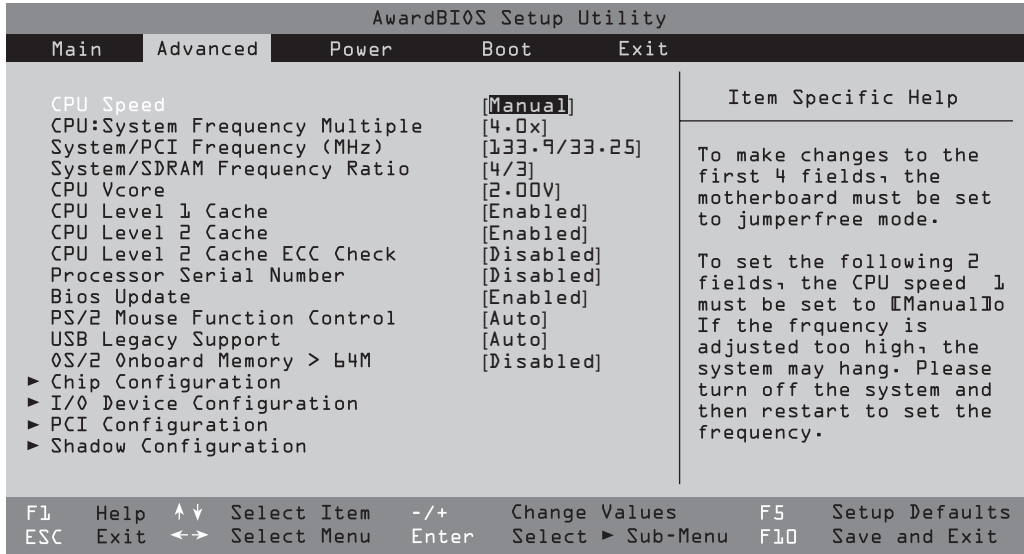 AwardBIOS Setup Utility
Main Advanced Power Boot Exit
CPU Speed [Manual]
CPU:System Frequency Multiple [4.0x]
System/PCI Frequency (MHz) [133.9/33.25]
System/SDRAM Frequency Ratio [4/3]
CPU Vcore [2.00V]
CPU Level 1 Cache [Enabled]
CPU Level 2 Cache [Enabled]
CPU Level 2 Cache ECC Check [Disabled]
Processor Serial Number [Disabled]
Bios Update [Enabled]
PS/2 Mouse Function Control [Auto]
USB Legacy Support [Auto]
OS/2 Onboard Memory > 64M [Disabled]
► Chip Configuration
► I/O Device Configuration
► PCI Configuration
► Shadow Configuration
Item Specific Help
To make changes to the
first 4 fields, the
motherboard must be set
to jumperfree mode.
To set the following 2
fields, the CPU speed 1
must be set to [Manual]o
If the frquency is
adjusted too high, the
system may hang. Please
turn off the system and
then restart to set the
frequency.
F1 Help ↑↓ Select Item -/+ Change Values F5 Setup Defaults
ESC Exit ←→ Select Menu Enter Select ► Sub-Menu F10 Save and Exit